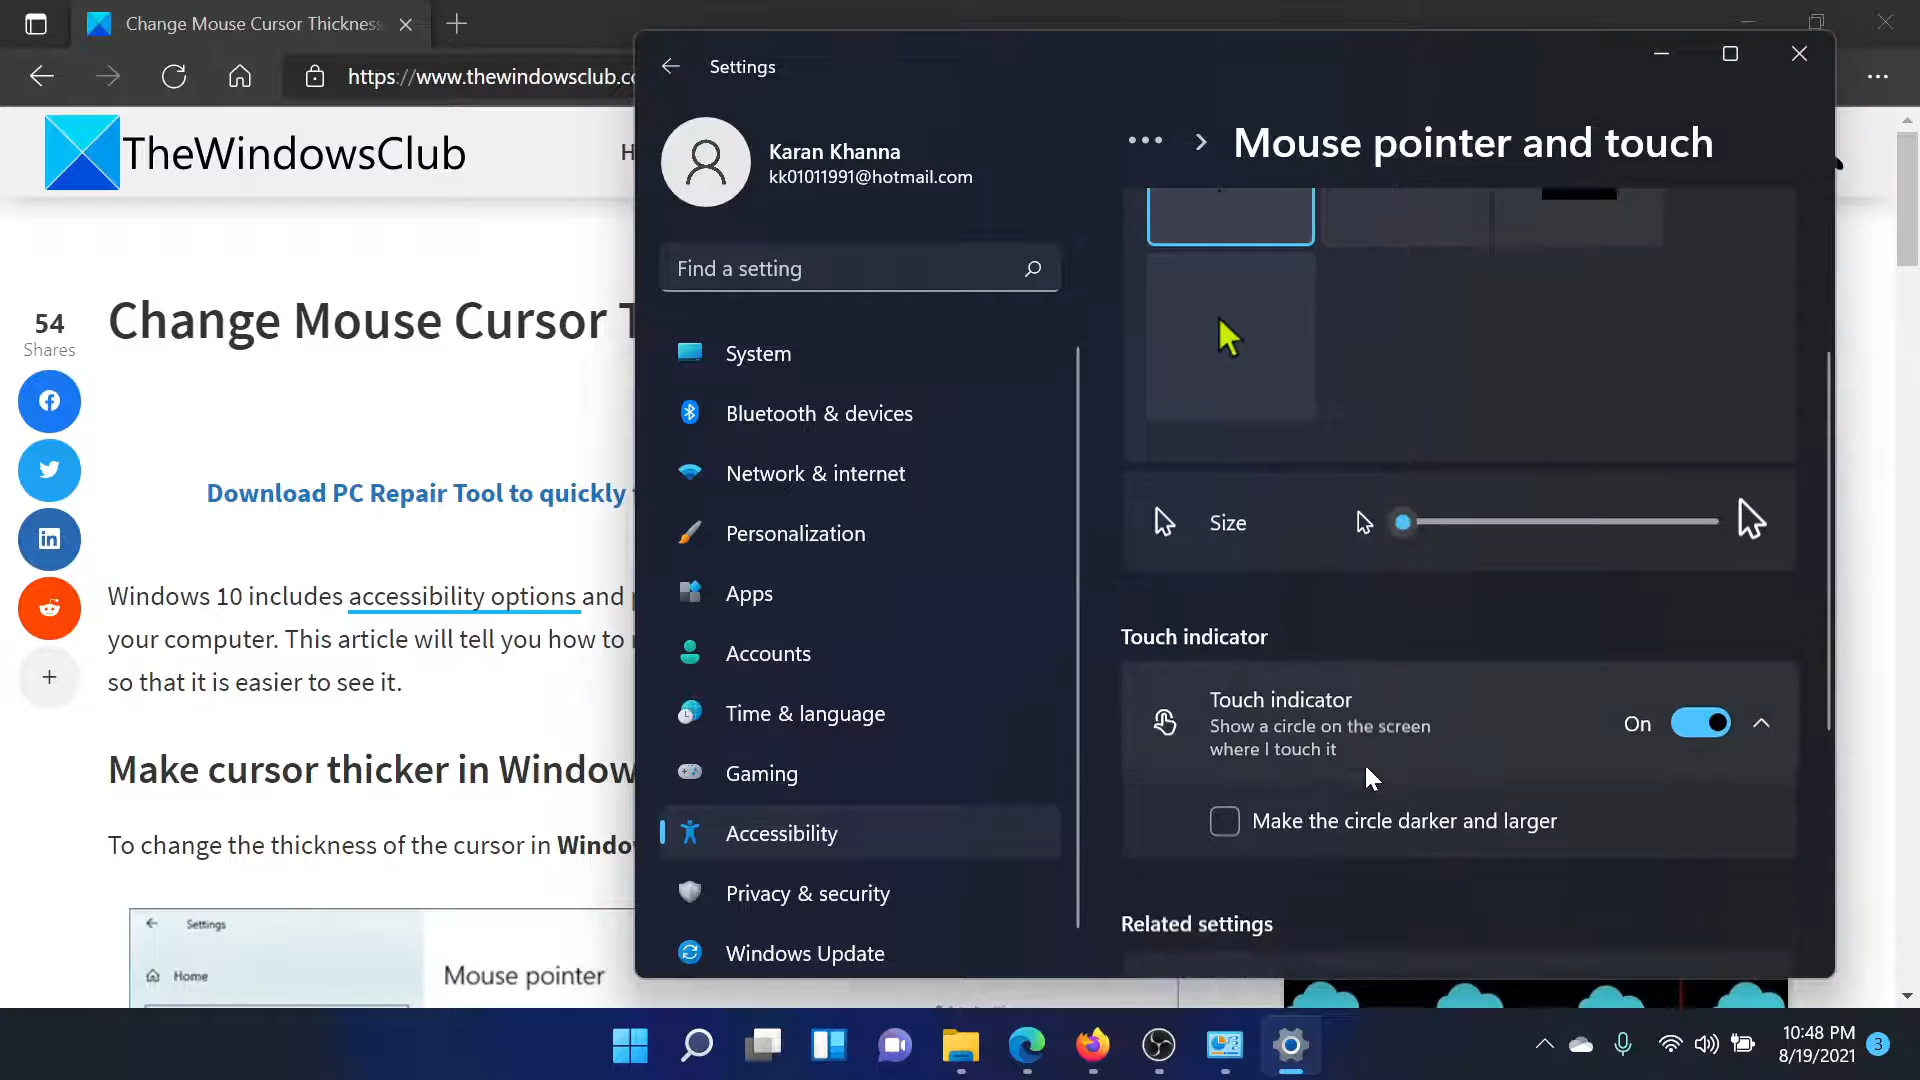 Change Mouse Cursor Thickness
https://www.thewindowsclub.co
TheWindowsClub
H
54
Shares
Change Mouse Cursor T
Download PC Repair Tool to quickly
Windows 10 includes accessibility options and
your computer. This article will tell you how to
so that it is easier to see it.
Make cursor thicker in Window
To change the thickness of the cursor in Windo
Settings
Home
Mouse pointer
Settings
Karan Khanna
kk01011991@hotmail.com
Find a setting
System
Bluetooth & devices
Network & internet
Personalization
Apps
Accounts
Time & language
Gaming
Accessibility
Privacy & security
Windows Update
Mouse pointer and touch
Size
Touch indicator
Touch indicator
Show a circle on the screen
where I touch it
On
Make the circle darker and larger
Related settings
10:48 PM
8/19/2021
3